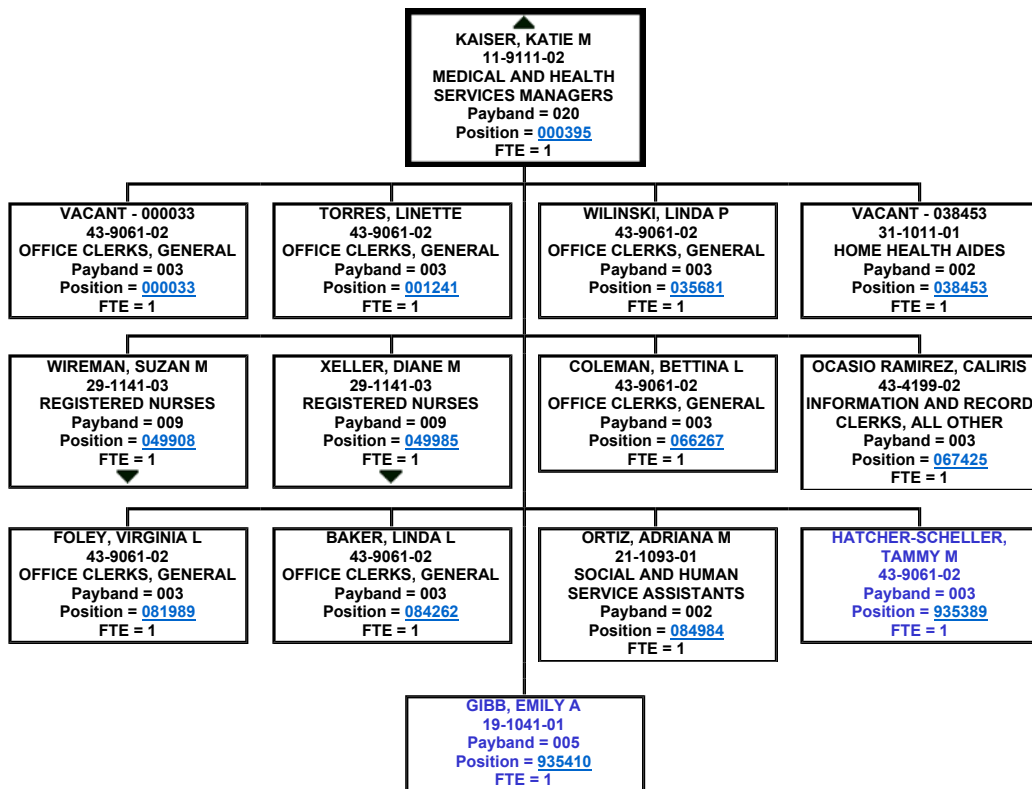 KAISER, KATIE M
11-9111-02
MEDICAL AND HEALTH
SERVICES MANAGERS
Payband = 020
Position = 000395
FTE = 1
VACANT - 000033
43-9061-02
OFFICE CLERKS, GENERAL
Payband = 003
Position = 000033
FTE = 1
TORRES, LINETTE
43-9061-02
OFFICE CLERKS, GENERAL
Payband = 003
Position = 001241
FTE = 1
WILINSKI, LINDA P
43-9061-02
OFFICE CLERKS, GENERAL
Payband = 003
Position = 035681
FTE = 1
VACANT - 038453
31-1011-01
HOME HEALTH AIDES
Payband = 002
Position = 038453
FTE = 1
WIREMAN, SUZAN M
29-1141-03
REGISTERED NURSES
Payband = 009
Position = 049908
FTE = 1
XELLER, DIANE M
29-1141-03
REGISTERED NURSES
Payband = 009
Position = 049985
FTE = 1
COLEMAN, BETTINA L
43-9061-02
OFFICE CLERKS, GENERAL
Payband = 003
Position = 066267
FTE = 1
OCASIO RAMIREZ, CALIRIS
43-4199-02
INFORMATION AND RECORD
CLERKS, ALL OTHER
Payband = 003
Position = 067425
FTE = 1
FOLEY, VIRGINIA L
43-9061-02
OFFICE CLERKS, GENERAL
Payband = 003
Position = 081989
FTE = 1
BAKER, LINDA L
43-9061-02
OFFICE CLERKS, GENERAL
Payband = 003
Position = 084262
FTE = 1
ORTIZ, ADRIANA M
21-1093-01
SOCIAL AND HUMAN
SERVICE ASSISTANTS
Payband = 002
Position = 084984
FTE = 1
HATCHER-SCHELLER,
TAMMY M
43-9061-02
Payband = 003
Position = 935389
FTE = 1
GIBB, EMILY A
19-1041-01
Payband = 005
Position = 935410
FTE = 1